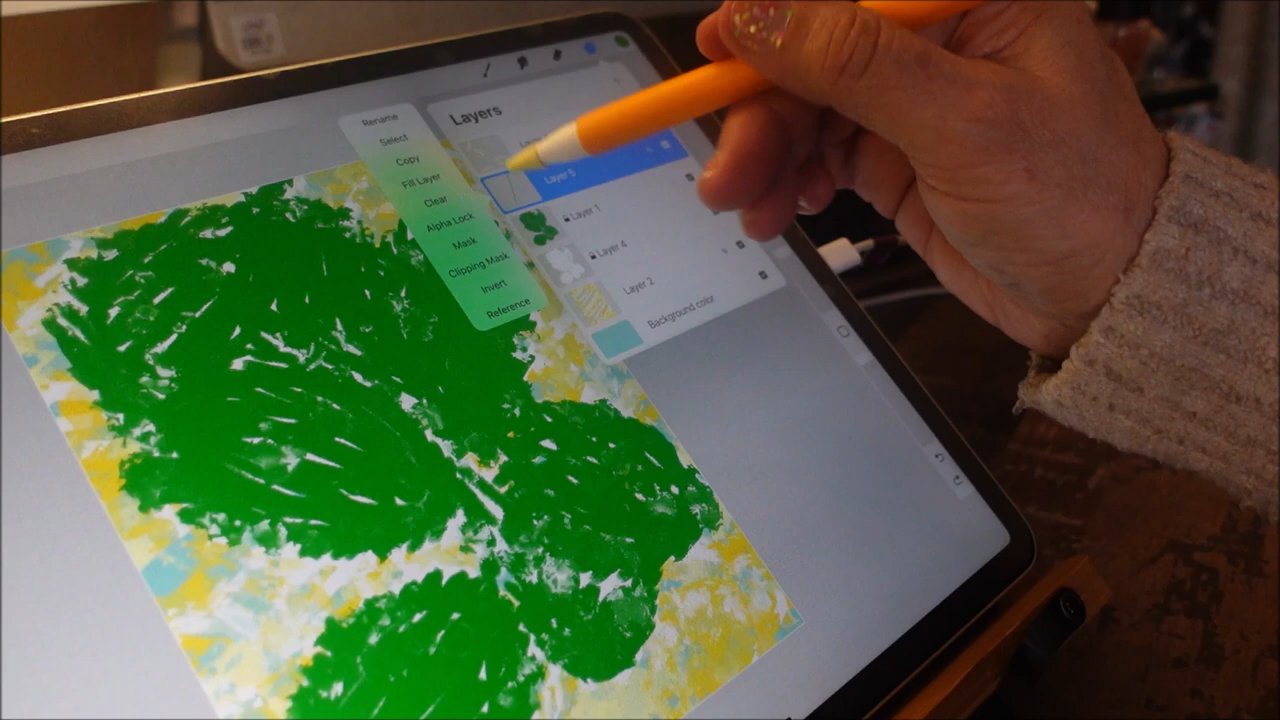 Layers
Rename
Select
Copy
Fill Layer
Clear
Alpha Lock
Mask
Clipping Mask
Invert
Reference
Layer 5
Layer 1
Layer 4
Layer 2
Background color